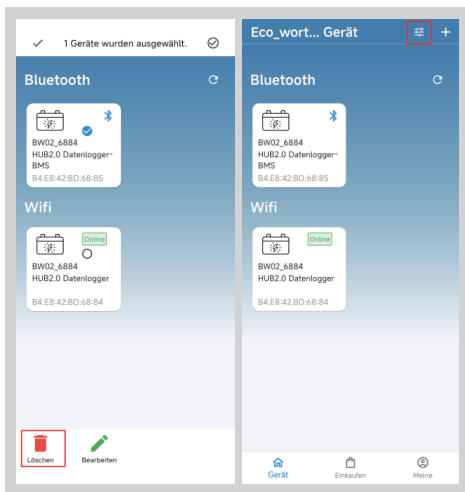 1 Geräte wurden ausgewählt.
Bluetooth
BW02_6884
HUB2.0 Datenlogger-
BMS
B4:E8:42:BD:68:85
Wifi
Online
BW02_6884
HUB2.0 Datenlogger
B4:E8:42:BD:68:84
Löschen
Bearbeiten
Eco_wort... Gerät
Bluetooth
BW02_6884
HUB2.0 Datenlogger-
BMS
B4:E8:42:BD:68:85
Wifi
Online
BW02_6884
HUB2.0 Datenlogger
B4:E8:42:BD:68:84
Gerät
Einkaufen
Meine